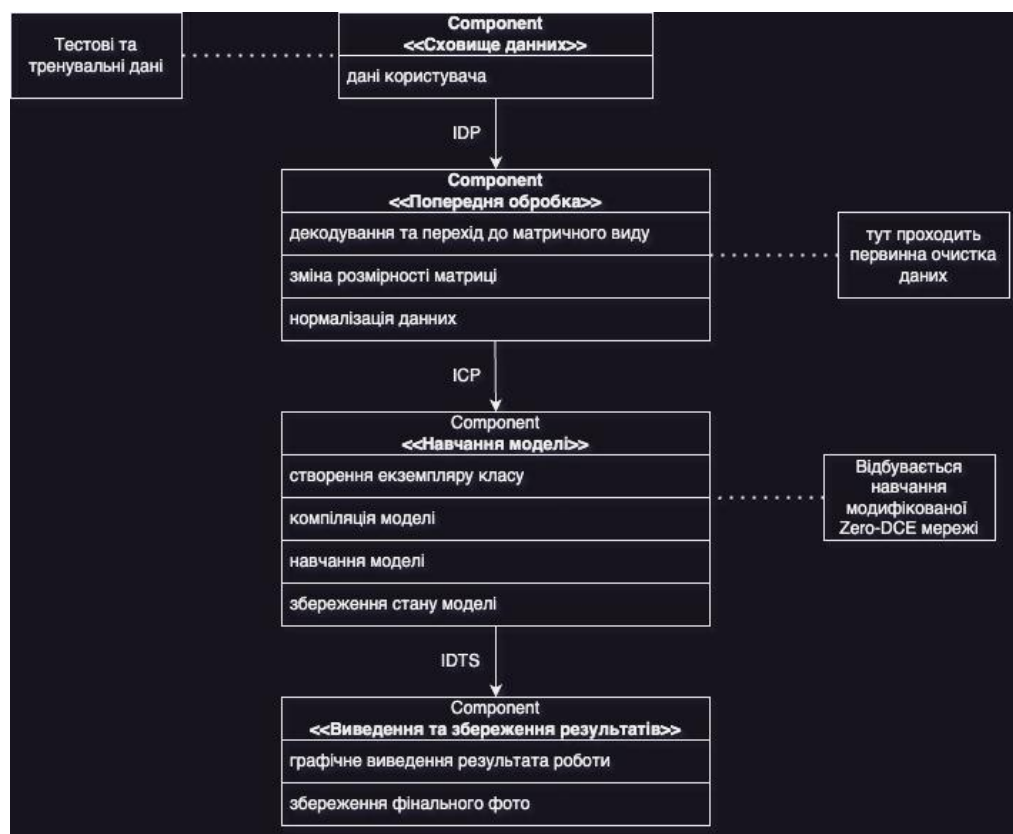 Тестові та
тренувальні дані
Component
<<Сховище данних>>
дані користувача
IDP
Component
<<Попередня обробка>>
декодування та перехід до матричного виду
зміна розмірності матриці
нормалізація данних
тут проходить
первинна очистка
даних
ICP
Component
<<Навчання моделі>>
створення екземпляру класу
компіляція моделі
навчання моделі
збереження стану моделі
Відбувається
навчання
модифікованої
Zero-DCE мережі
IDTS
Component
<<Виведення та збереження результатів>>
графічне виведення результата роботи
збереження фінального фото